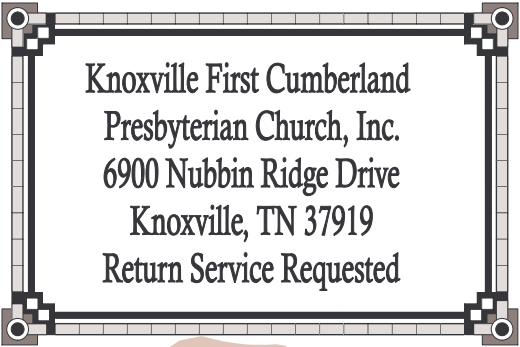 Knoxville First Cumberland
Presbyterian Church, Inc.
6900 Nubbin Ridge Drive
Knoxville, TN 37919
Return Service Requested